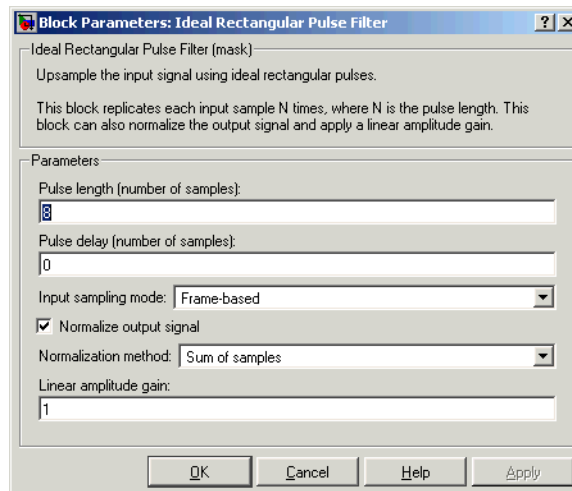 Block Parameters: Ideal Rectangular Pulse Filter
Ideal Rectangular Pulse Filter (mask)
Upsample the input signal using ideal rectangular pulses.
This block replicates each input sample N times, where N is the pulse length. This
block can also normalize the output signal and apply a linear amplitude gain.
Parameters
Pulse length (number of samples):
8
Pulse delay (number of samples):
0
Input sampling mode: Frame-based
Normalize output signal
Normalization method: Sum of samples
Linear amplitude gain:
1
OK Cancel Help Apply